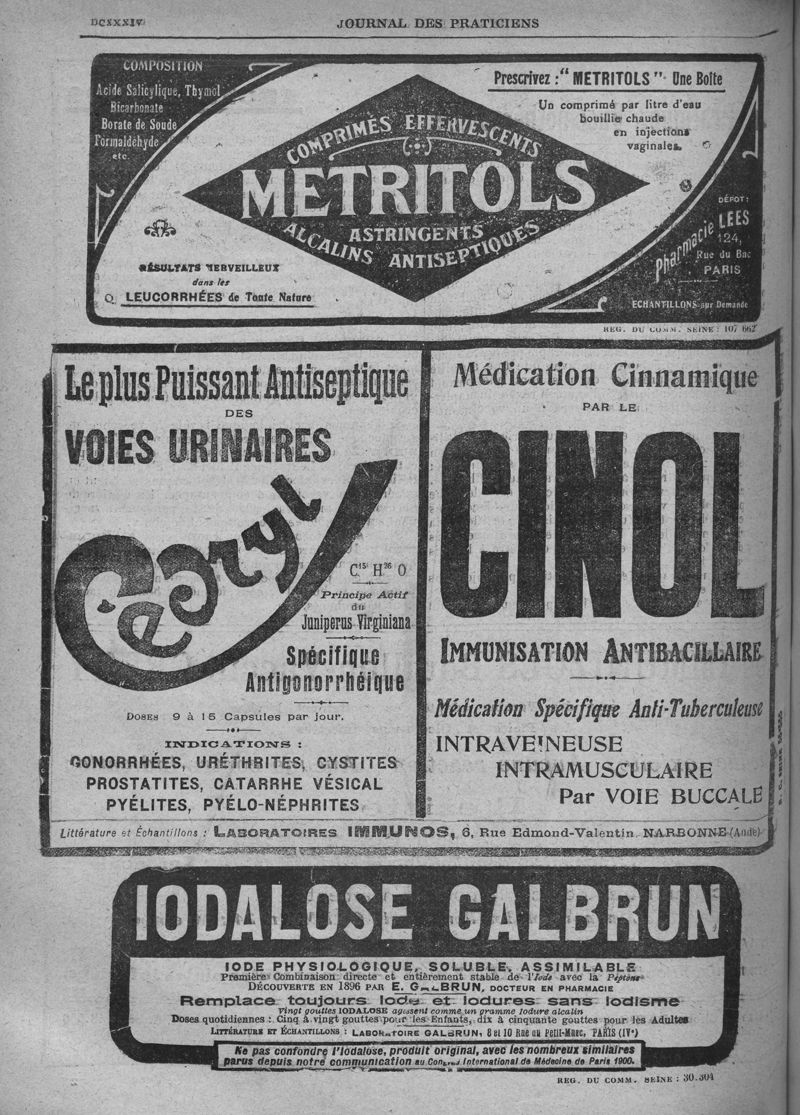 DCXXXIV
JOURNAL DES PRATICIENS
COMPOSITION
Acide Salicylique, Thymol
Bicarbonate
Borate de Soude
Formaldéhyde
etc.
Prescrivez : "METRITOLS" Une Boîte
Un comprimé par litre d'eau
bouillie chaude
en injections
vaginales.
COMPRIMÉS EFFERVESCENTS
METRITOLS
ASTRINGENTS
ALCALINS ANTISEPTIQUES
RÉSULTATS MERVEILLEUX
dans les
LEUCORRHÉES de Toute Nature
DÉPOT:
Pharmacie LEES
124,
Rue du Bac
PARIS
ECHANTILLONS sur Demande
REG. DU COMM. SEINE : 107 662
Le plus Puissant Antiseptique
DES
VOIES URINAIRES
Cedryl
C15 H26 O
Principe Actif
du
Juniperus Virginiana
Spécifique
Antigonorrhéique
DOSES 9 à 15 Capsules par jour.
INDICATIONS :
GONORRHÉES, URÉTHRITES, CYSTITES
PROSTATITES, CATARRHE VÉSICAL
PYÉLITES, PYÉLO-NÉPHRITES
Médication Cinnamique
PAR LE
CINOL
IMMUNISATION ANTIBACILLAIRE
Médication Spécifique Anti-Tuberculeuse
INTRAVEINEUSE
INTRAMUSCULAIRE
Par VOIE BUCCALE
Littérature et Échantillons : LABORATOIRES IMMUNOS, 6, Rue Edmond-Valentin, NARBONNE (Aude)
IODALOSE GALBRUN
IODE PHYSIOLOGIQUE, SOLUBLE, ASSIMILABLE
Première Combinaison directe et entièrement stable de l'Iode avec la Peptone
DÉCOUVERTE EN 1896 PAR E. GALBRUN, DOCTEUR EN PHARMACIE
Remplace toujours Iode et Iodures sans Iodisme
Vingt gouttes IODALOSE agissent comme un gramme Iodure alcalin
Doses quotidiennes : Cinq à vingt gouttes pour les Enfants, dix à cinquante gouttes pour les Adultes
LITTÉRATURE ET ÉCHANTILLONS : LABORATOIRE GALBRUN, 8 et 10 Rue du Petit-Musc, PARIS (IVe)
Ne pas confondre l'Iodalose, produit original, avec les nombreux similaires
parus depuis notre communication au Congrès International de Médecine de Paris 1900.
REG. DU COMM. SEINE : 30.304